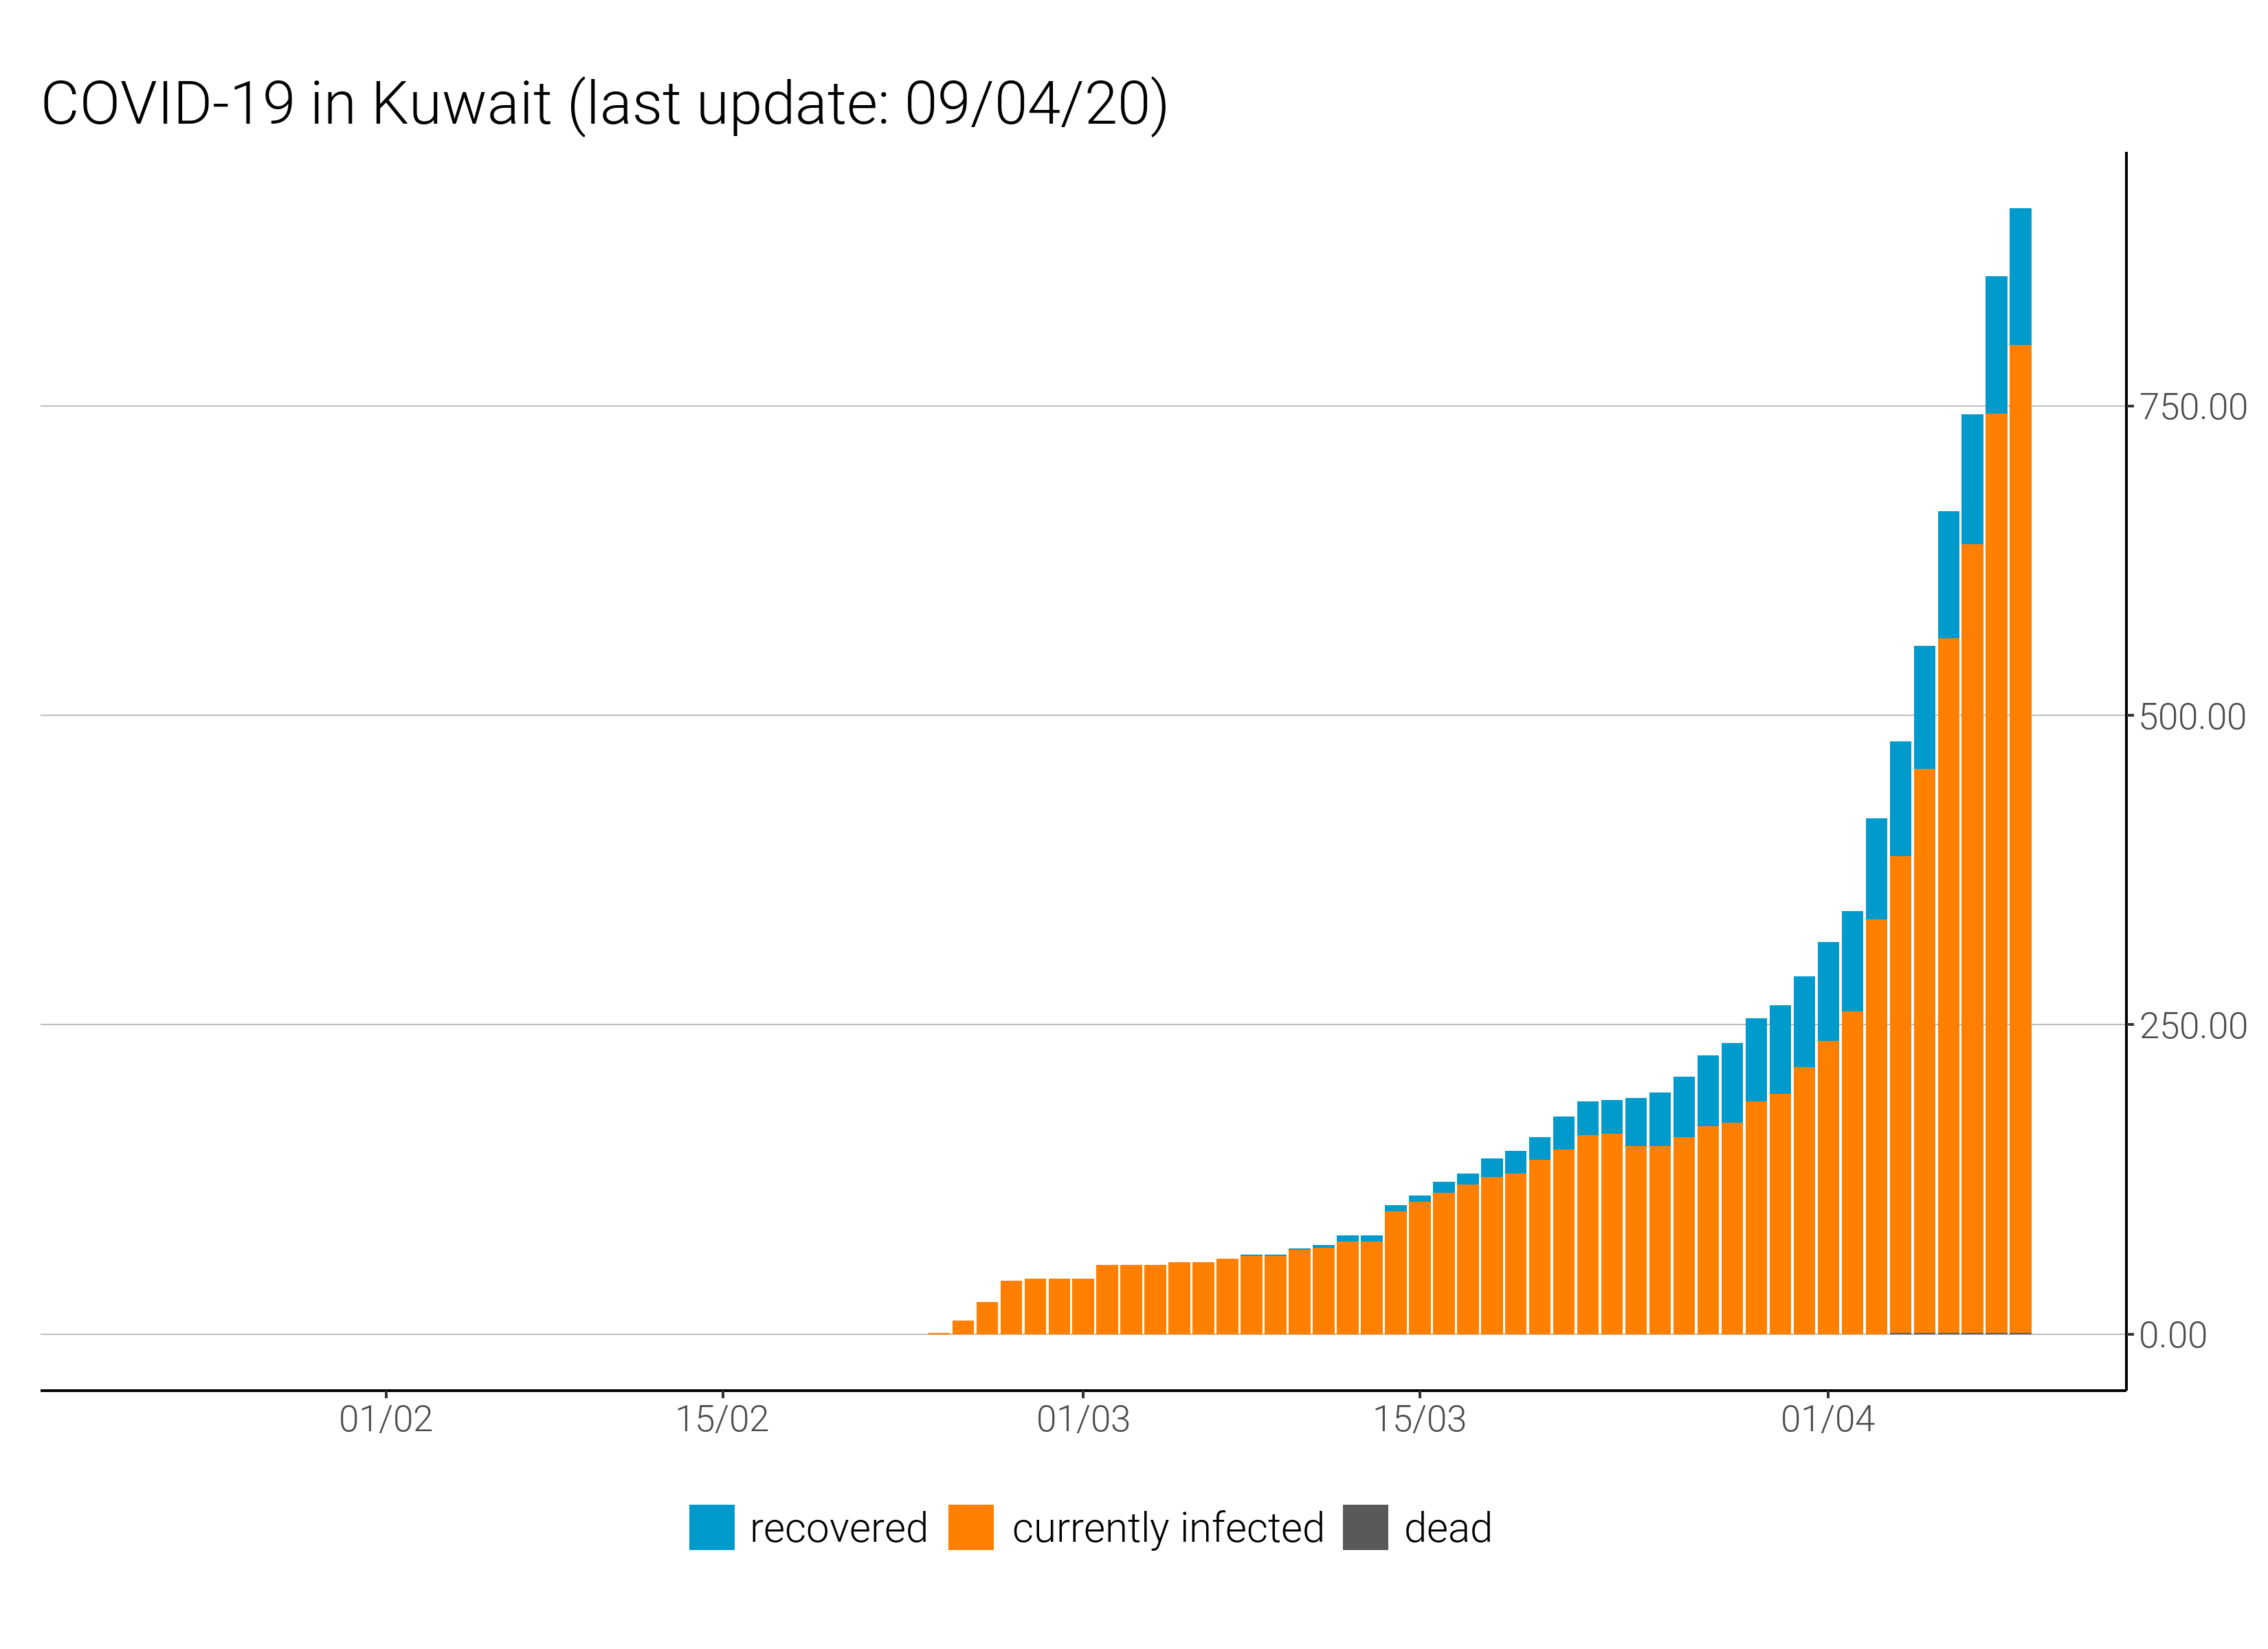 COVID-19 in Kuwait (last update: 09/04/20)
750.00
500.00
250.00
0.00
01/02 15/02 01/03 15/03 01/04
recovered currently infected dead